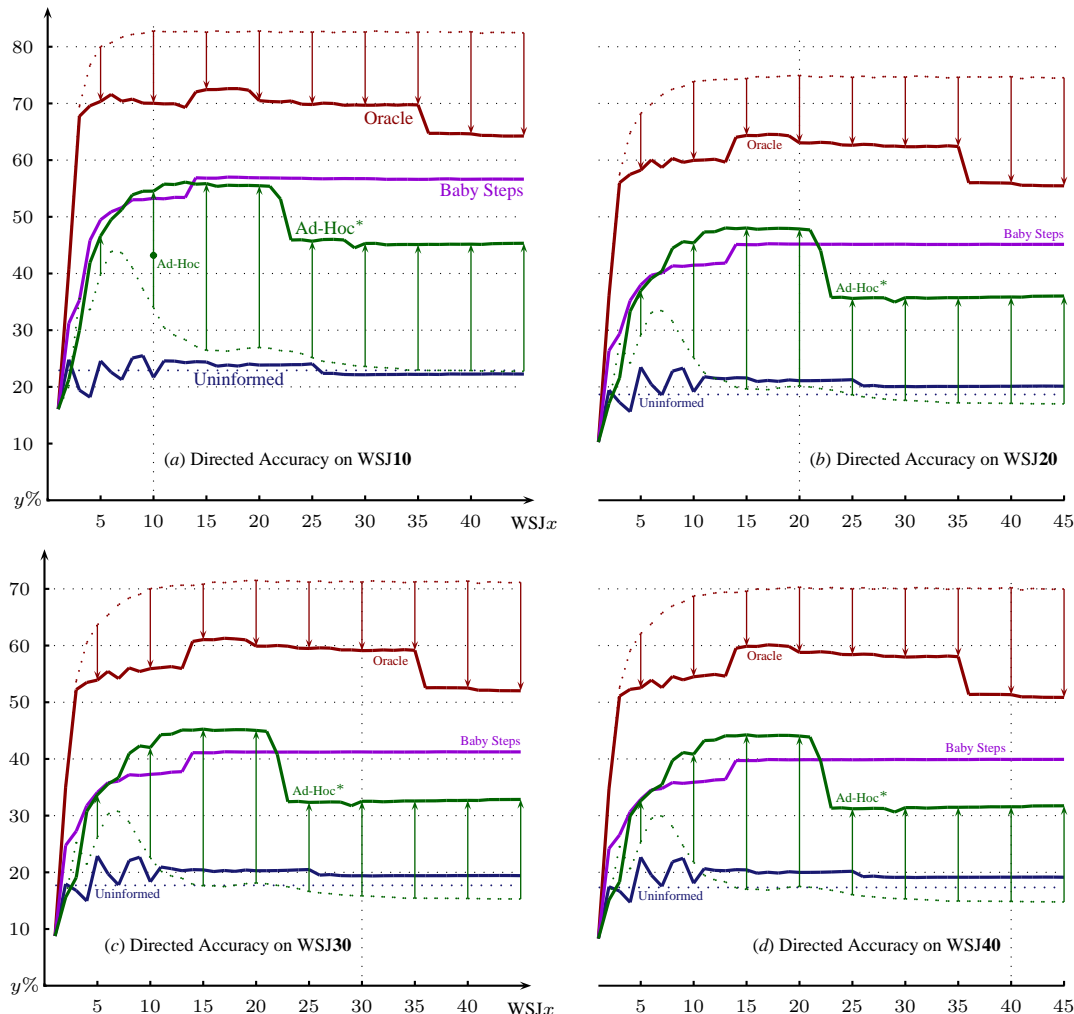 80
70
60
50
40
30
20
10
y%
Oracle
Baby Steps
Ad-Hoc*
Ad-Hoc
Uninformed
(a) Directed Accuracy on WSJ10
5 10 15 20 25 30 35 40 WSJx
Oracle
Baby Steps
Ad-Hoc*
Uninformed
(b) Directed Accuracy on WSJ20
5 10 15 20 25 30 35 40 45
70
60
50
40
30
20
10
y%
Oracle
Baby Steps
Ad-Hoc*
Uninformed
(c) Directed Accuracy on WSJ30
5 10 15 20 25 30 35 40 WSJx
Oracle
Baby Steps
Ad-Hoc*
Uninformed
(d) Directed Accuracy on WSJ40
5 10 15 20 25 30 35 40 45